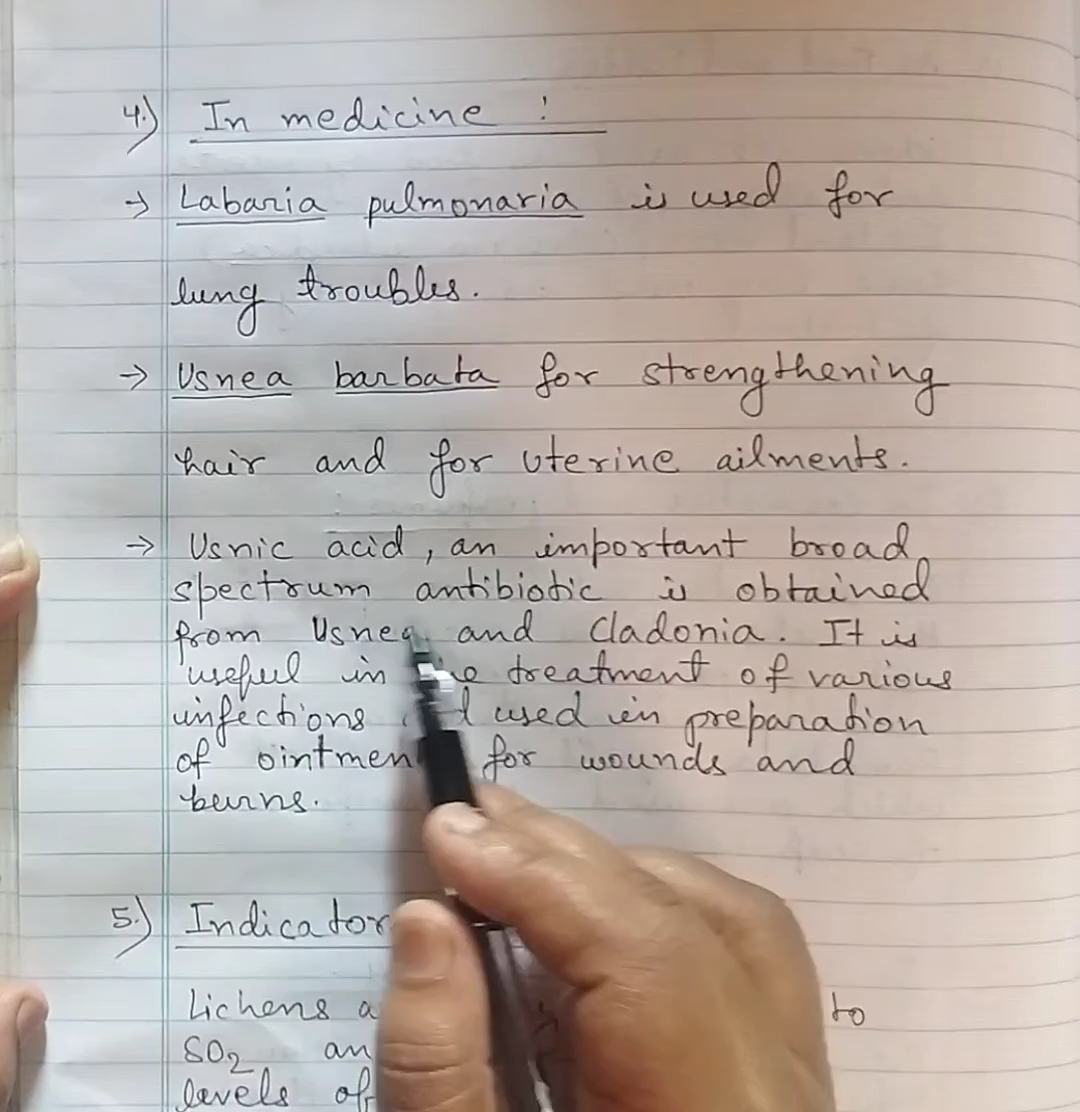 4.) In medicine :
→ Labaria pulmonaria is used for
lung troubles.
→ Usnea barbata for strengthening
hair and for Uterine ailments.
→ Usnic acid, an important broad
spectrum antibiotic is obtained
from Usnea and Cladonia. It is
useful in treatment of various
infections used in preparation
of ointment for wounds and
burns.
5.) Indicator
Lichens to
SO2 an
levels of